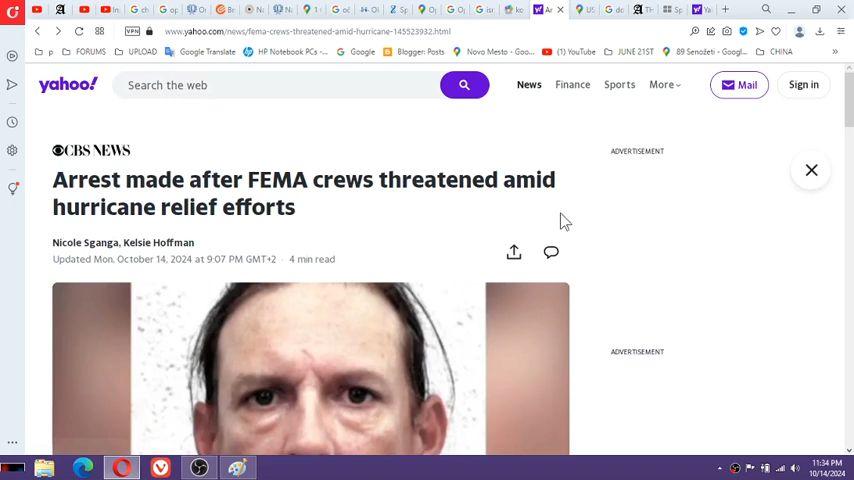 Ar
www.yahoo.com/news/fema-crews-threatened-amid-hurricane-145523932.html
VPN
p FORUMS UPLOAD Google Translate HP Notebook PCs -... Google Blogger: Posts Novo Mesto - Goo... (1) YouTube JUNE 21ST 89 Senožeti - Googl... CHINA
yahoo! Search the web News Finance Sports More Mail Sign in
CBS NEWS
ADVERTISEMENT
Arrest made after FEMA crews threatened amid
hurricane relief efforts
Nicole Sganga, Kelsie Hoffman
Updated Mon, October 14, 2024 at 9:07 PM GMT+2 · 4 min read
ADVERTISEMENT
11:34 PM
10/14/2024